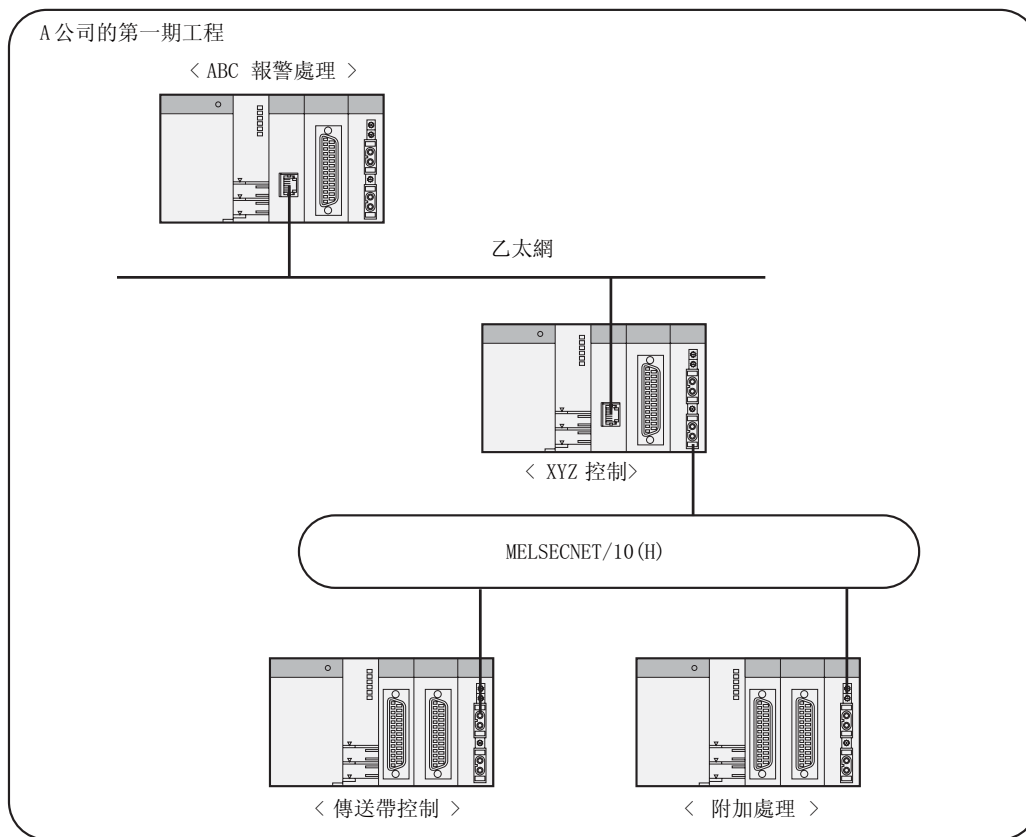 A公司的第一期工程
< ABC 報警處理 >
乙太網
< XYZ 控制>
MELSECNET/10(H)
< 傳送帶控制 >
< 附加處理 >